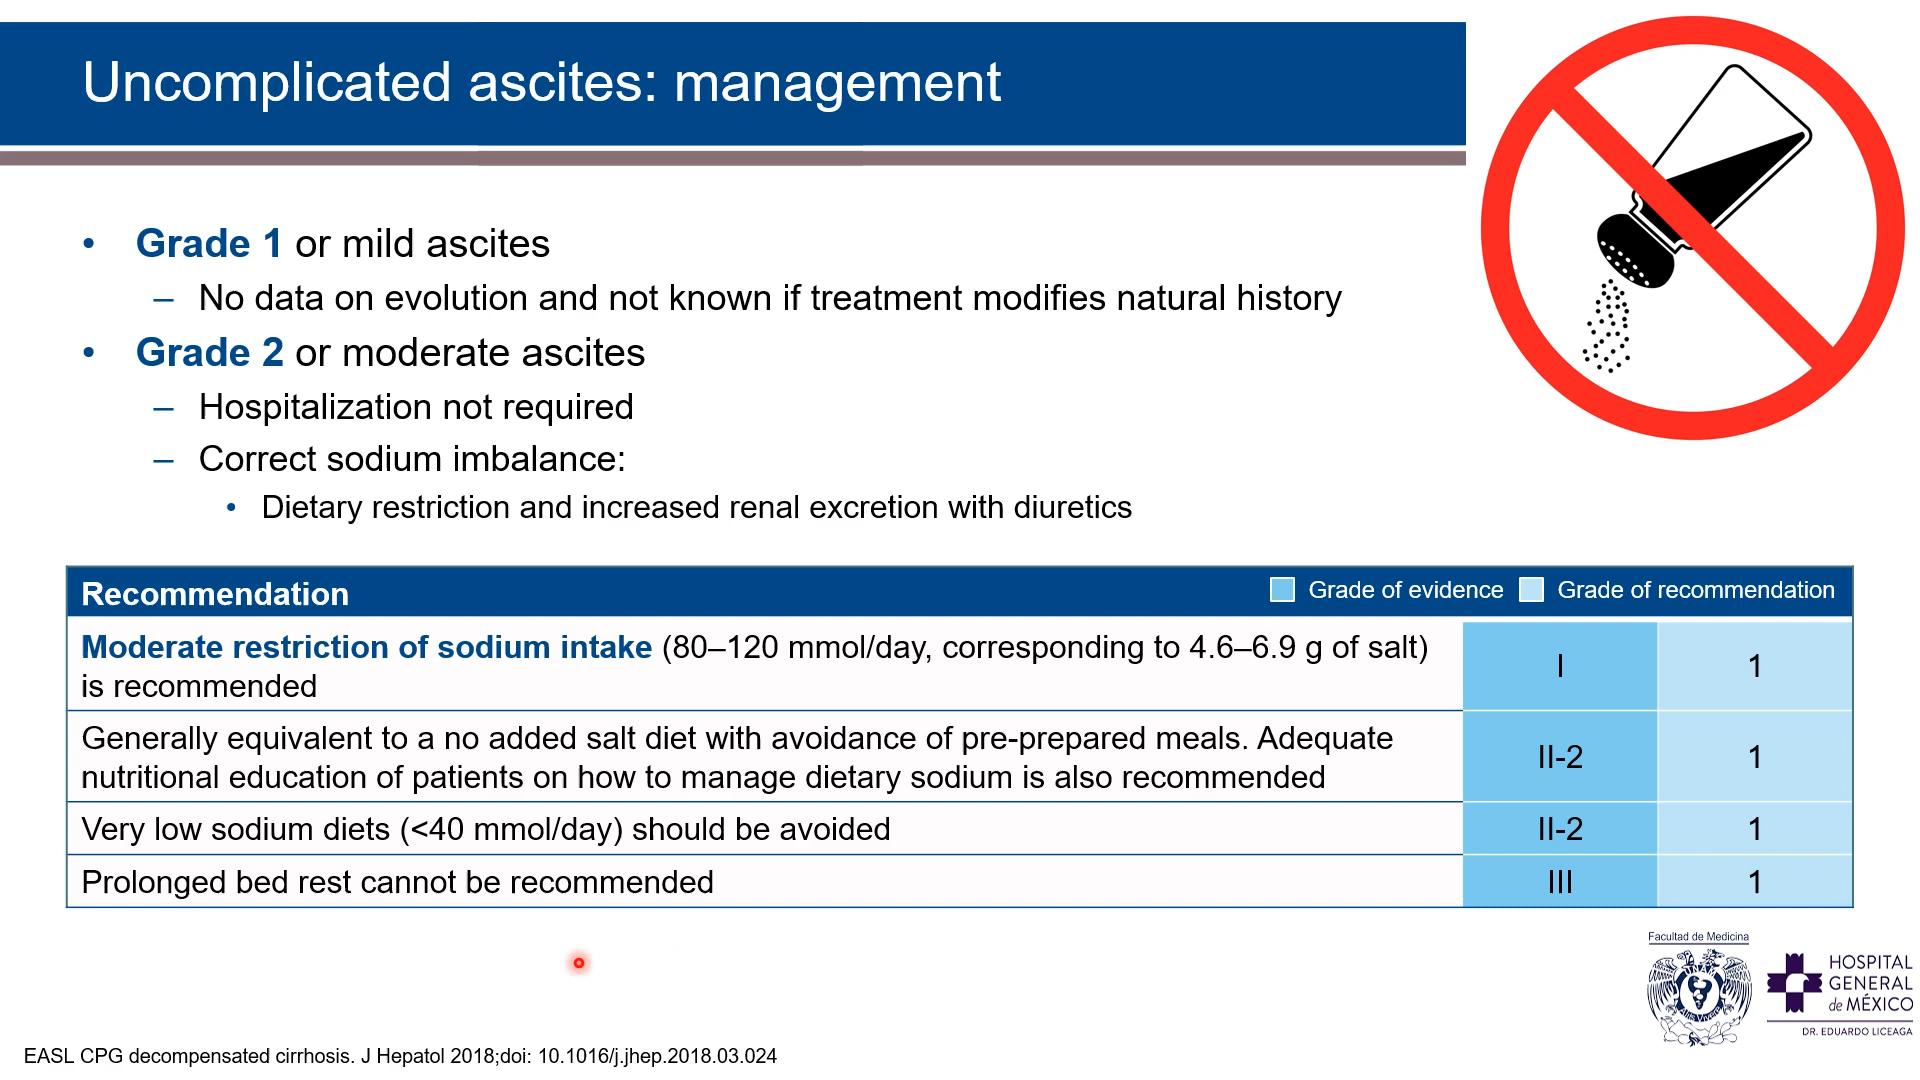 Uncomplicated ascites: management
• Grade 1 or mild ascites
– No data on evolution and not known if treatment modifies natural history
• Grade 2 or moderate ascites
– Hospitalization not required
– Correct sodium imbalance:
• Dietary restriction and increased renal excretion with diuretics
Recommendation
Grade of evidence
Grade of recommendation
Moderate restriction of sodium intake (80–120 mmol/day, corresponding to 4.6–6.9 g of salt)
is recommended
I
1
Generally equivalent to a no added salt diet with avoidance of pre-prepared meals. Adequate
nutritional education of patients on how to manage dietary sodium is also recommended
II-2
1
Very low sodium diets (<40 mmol/day) should be avoided
II-2
1
Prolonged bed rest cannot be recommended
III
1
Facultad de Medicina
HOSPITAL
GENERAL
de MÉXICO
DR. EDUARDO LICEAGA
EASL CPG decompensated cirrhosis. J Hepatol 2018;doi: 10.1016/j.jhep.2018.03.024